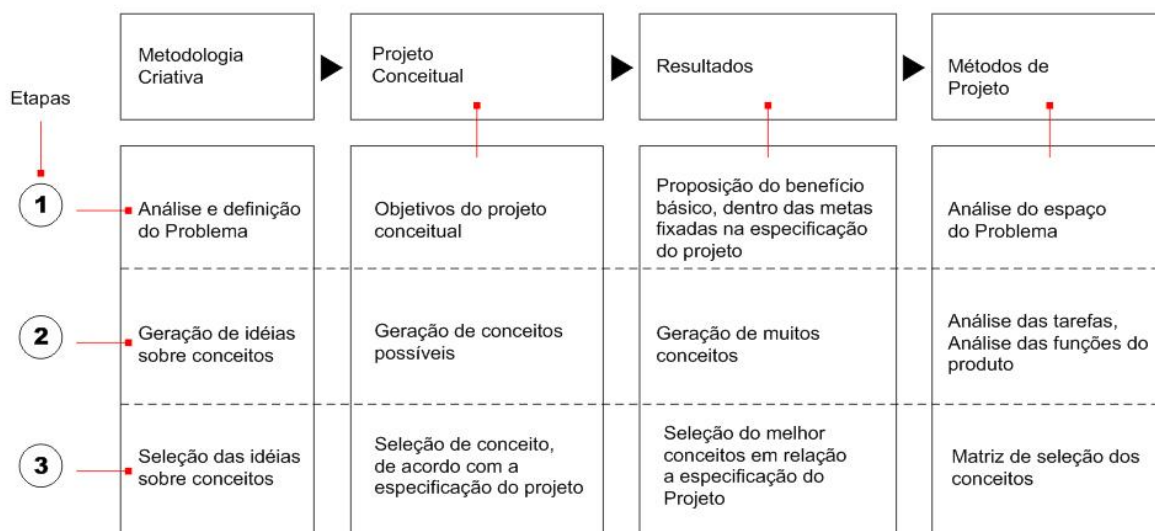 Metodologia
Criativa
Projeto
Conceitual
Resultados
Métodos de
Projeto
Etapas
1
Análise e definição
do Problema
Objetivos do projeto
conceitual
Proposição do benefício
básico, dentro das metas
fixadas na especificação
do projeto
Análise do espaço
do Problema
2
Geração de idéias
sobre conceitos
Geração de conceitos
possíveis
Geração de muitos
conceitos
Análise das tarefas,
Análise das funções do
produto
3
Seleção das idéias
sobre conceitos
Seleção de conceito,
de acordo com a
especificação do projeto
Seleção do melhor
conceitos em relação
a especificação do
Projeto
Matriz de seleção dos
conceitos